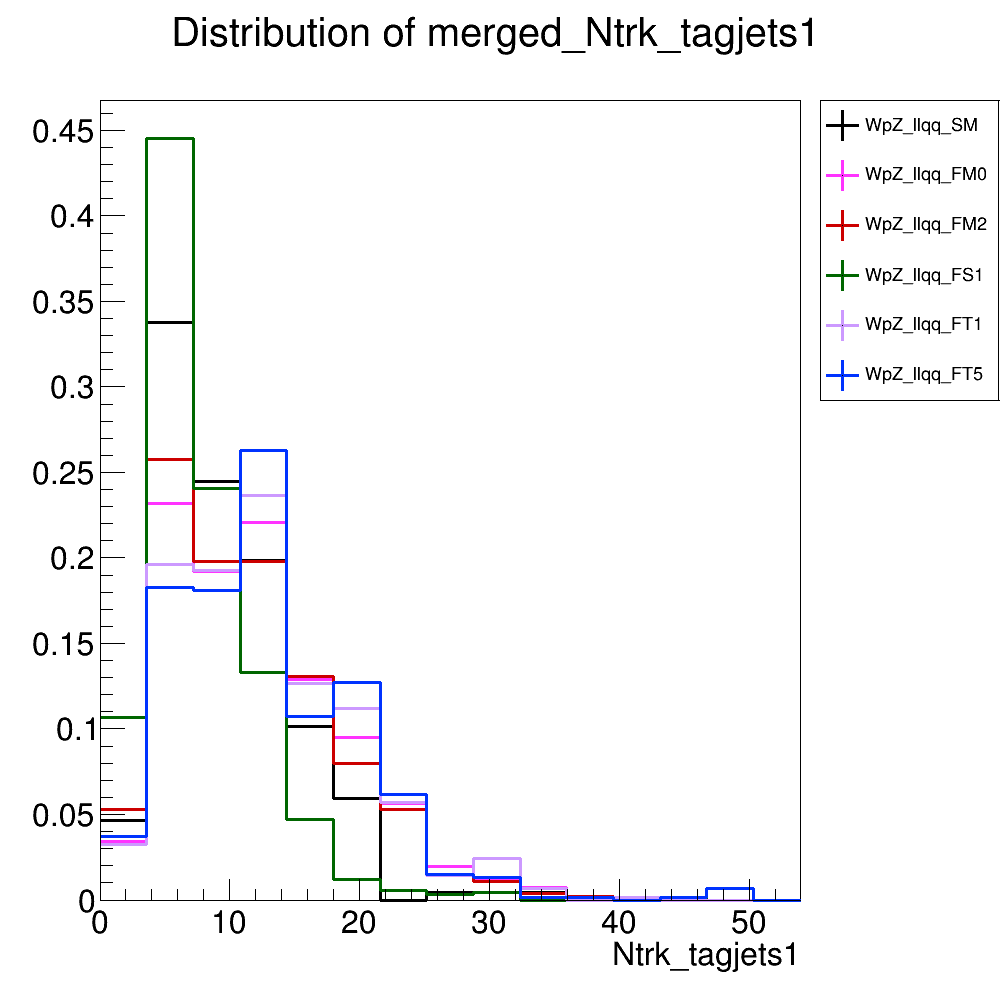 Distribution of merged_Ntrk_tagjets1
0.45
0.4
0.35
0.3
0.25
0.2
0.15
0.1
0.05
0
0 10 20 30 40 50
Ntrk_tagjets1
WpZ_llqq_SM
WpZ_llqq_FM0
WpZ_llqq_FM2
WpZ_llqq_FS1
WpZ_llqq_FT1
WpZ_llqq_FT5